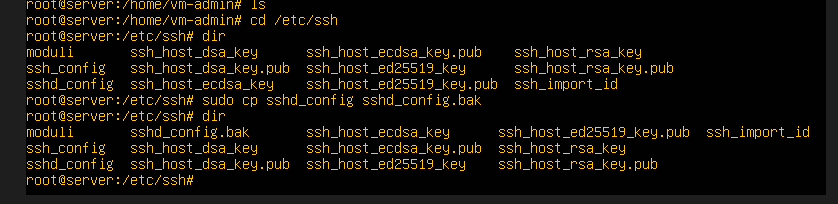 root@server:/home/vm-admin# ls
root@server:/home/vm-admin# cd /etc/ssh
root@server:/etc/ssh# dir
moduli ssh_host_dsa_key ssh_host_ecdsa_key.pub ssh_host_rsa_key
ssh_config ssh_host_dsa_key.pub ssh_host_ed25519_key ssh_host_rsa_key.pub
sshd_config ssh_host_ecdsa_key ssh_host_ed25519_key.pub ssh_import_id
root@server:/etc/ssh# sudo cp sshd_config sshd_config.bak
root@server:/etc/ssh# dir
moduli sshd_config.bak ssh_host_ecdsa_key ssh_host_ed25519_key.pub ssh_import_id
ssh_config ssh_host_dsa_key ssh_host_ecdsa_key.pub ssh_host_rsa_key
sshd_config ssh_host_dsa_key.pub ssh_host_ed25519_key ssh_host_rsa_key.pub
root@server:/etc/ssh#